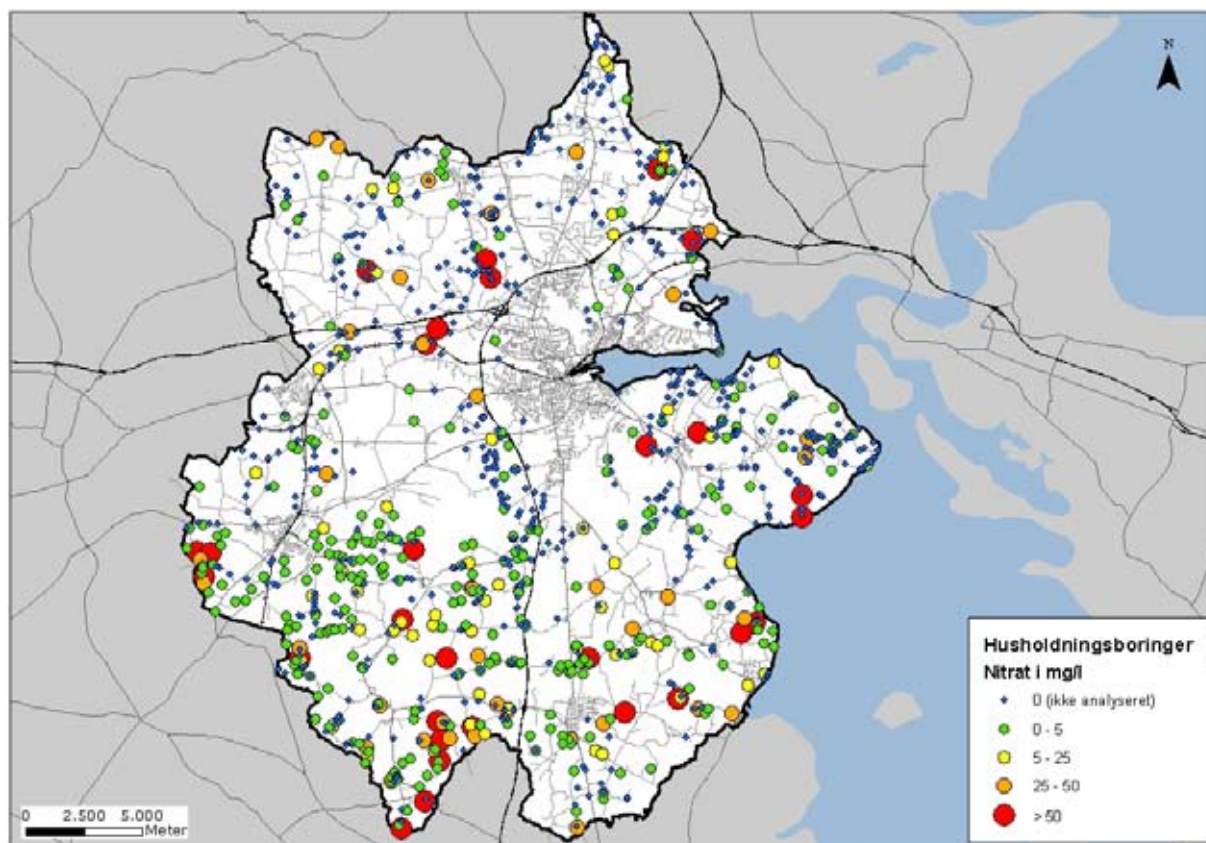 N
Husholdningsboringer
Nitrat i mg/l
0 (ikke analyseret)
0 - 5
5 - 25
25 - 50
> 50
0 2.500 5.000
Meter